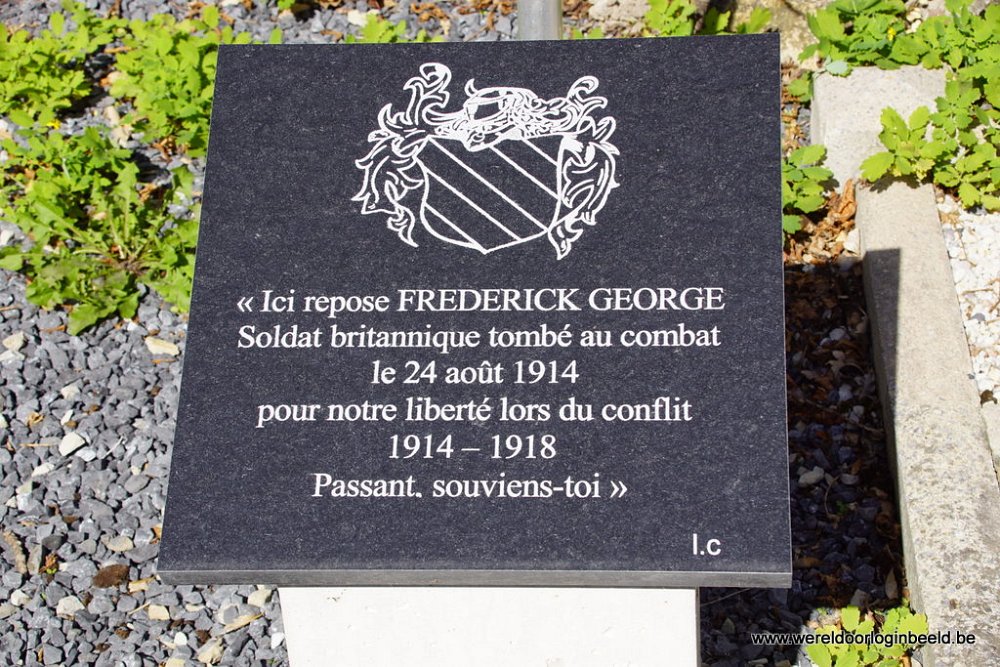 « Ici repose FREDERICK GEORGE
Soldat britannique tombé au combat
le 24 août 1914
pour notre liberté lors du conflit
1914 – 1918
Passant. souviens-toi »
l.c
www.wereldoorloginbeeld.be